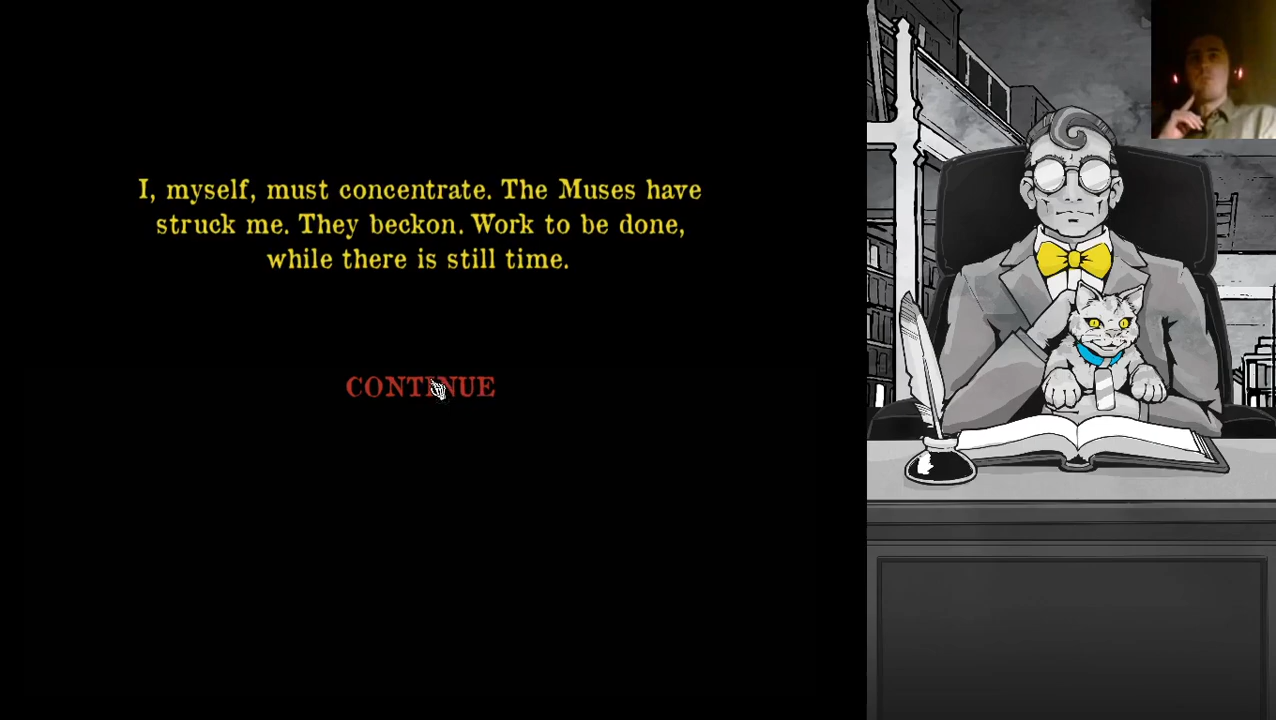 I, myself, must concentrate. The Muses have
struck me. They beckon. Work to be done,
while there is still time.
CONTINUE